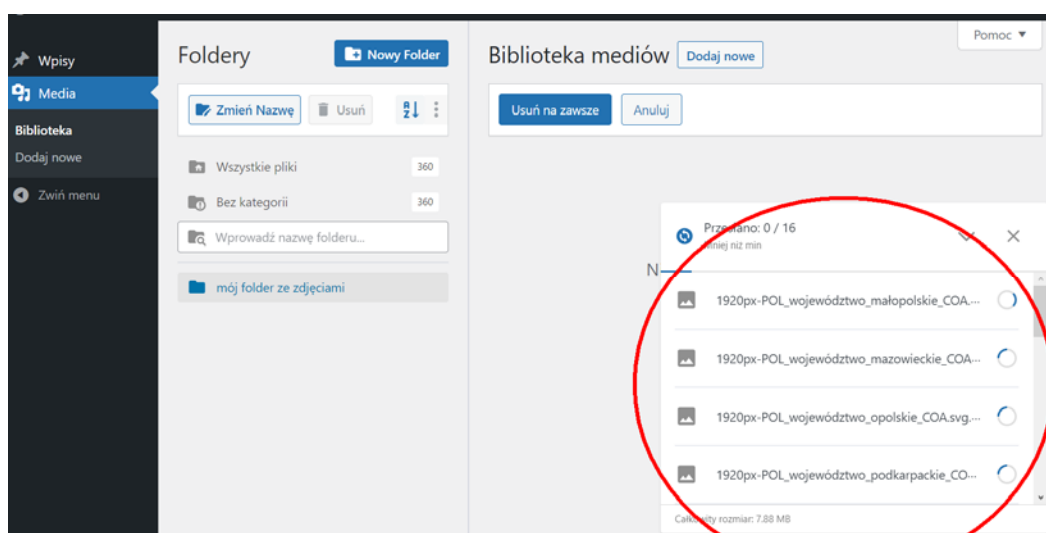 Pomoc ▼
Wpisy
Media
Biblioteka
Dodaj nowe
Zwiń menu
Foldery
Nowy Folder
Zmień Nazwę
Usuń
A
Z
Wszystkie pliki 360
Bez kategorii 360
Wprowadź nazwę folderu...
mój folder ze zdjęciami
Biblioteka mediów Dodaj nowe
Usuń na zawsze Anuluj
N
Przesłano: 0 / 16
niż min
1920px-POL_województwo_małopolskie_COA....
1920px-POL_województwo_mazowieckie_COA...
1920px-POL_województwo_opolskie_COA.svg....
1920px-POL_województwo_podkarpackie_CO...
Całkowity rozmiar: 7.88 MB